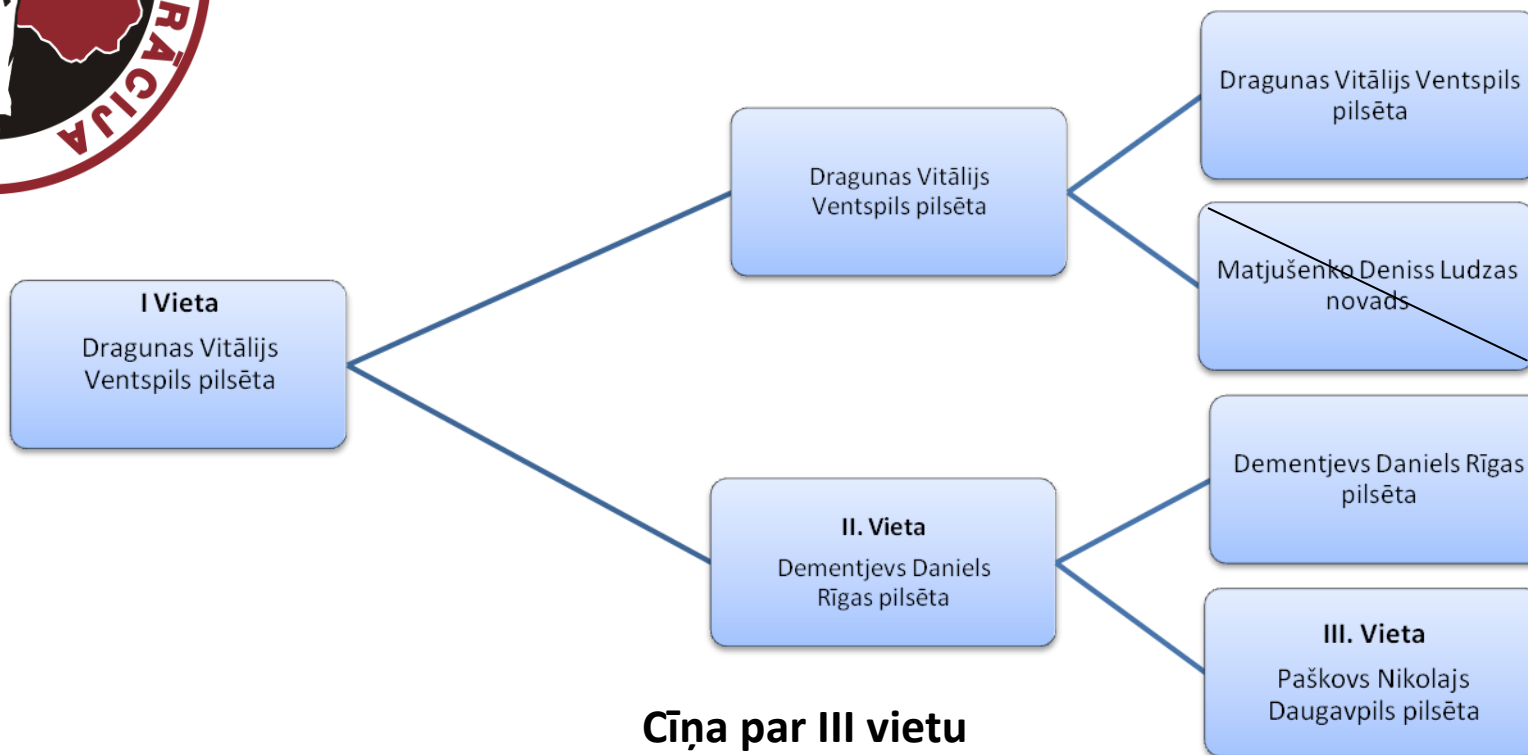 RĀCIJA
Dragunas Vitālijs Ventspils
pilsēta
Dragunas Vitālijs
Ventspils pilsēta
Matjušenko Deniss Ludzas
novads
I Vieta
Dragunas Vitālijs
Ventspils pilsēta
Dementjevs Daniels Rīgas
pilsēta
II. Vieta
Dementjevs Daniels
Rīgas pilsēta
III. Vieta
Paškovs Nikolajs
Daugavpils pilsēta
Cīņa par III vietu